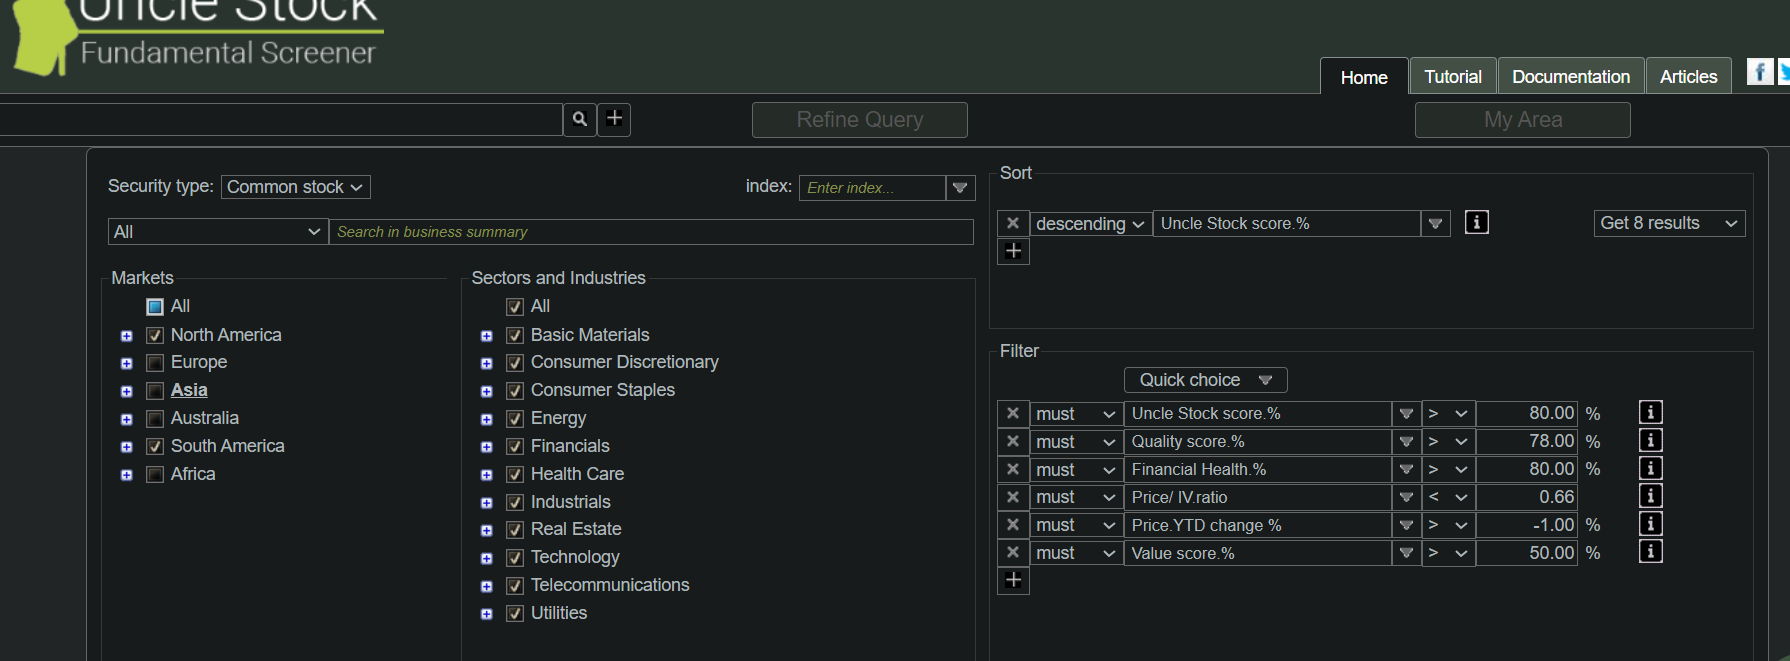 Uncle Stock
Fundamental Screener
Home Tutorial Documentation Articles
Refine Query My Area
Security type: Common stock index: Enter index...
All Search in business summary
Markets
All
North America
Europe
Asia
Australia
South America
Africa
Sectors and Industries
All
Basic Materials
Consumer Discretionary
Consumer Staples
Energy
Financials
Health Care
Industrials
Real Estate
Technology
Telecommunications
Utilities
Sort
descending Uncle Stock score.% Get 8 results
Filter
Quick choice
must Uncle Stock score.% > 80.00 %
must Quality score.% > 78.00 %
must Financial Health.% > 80.00 %
must Price/ IV.ratio < 0.66
must Price.YTD change % > -1.00 %
must Value score.% > 50.00 %